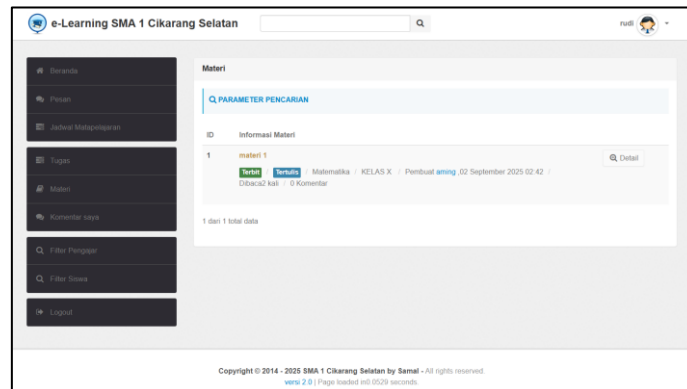 e-Learning SMA 1 Cikarang Selatan
rudi
Beranda
Pesan
Jadwal Matapelajaran
Tugas
Materi
Komentar saya
Filter Pengajar
Filter Siswa
Logout
Materi
PARAMETER PENCARIAN
ID Informasi Materi
1 materi 1
Detail
Terbit / Tertulis / Matematika / KELAS X / Pembuat aming ,02 September 2025 02:42 /
Dibaca2 kali / 0 Komentar
1 dari 1 total data
Copyright © 2014 - 2025 SMA 1 Cikarang Selatan by Samal - All rights reserved.
versi 2.0 | Page loaded in0.0529 seconds.